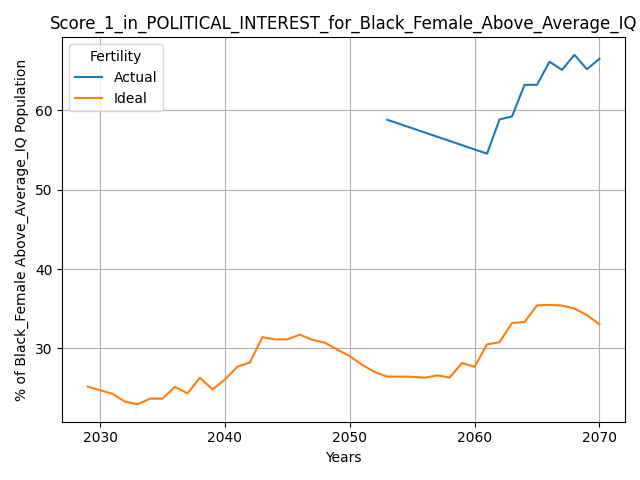 Score_1_in_POLITICAL_INTEREST_for_Black_Female_Above_Average_IQ
Fertility
Actual
Ideal
% of Black_Female Above_Average_IQ Population
60
50
40
30
2030
2040
2050
2060
2070
Years